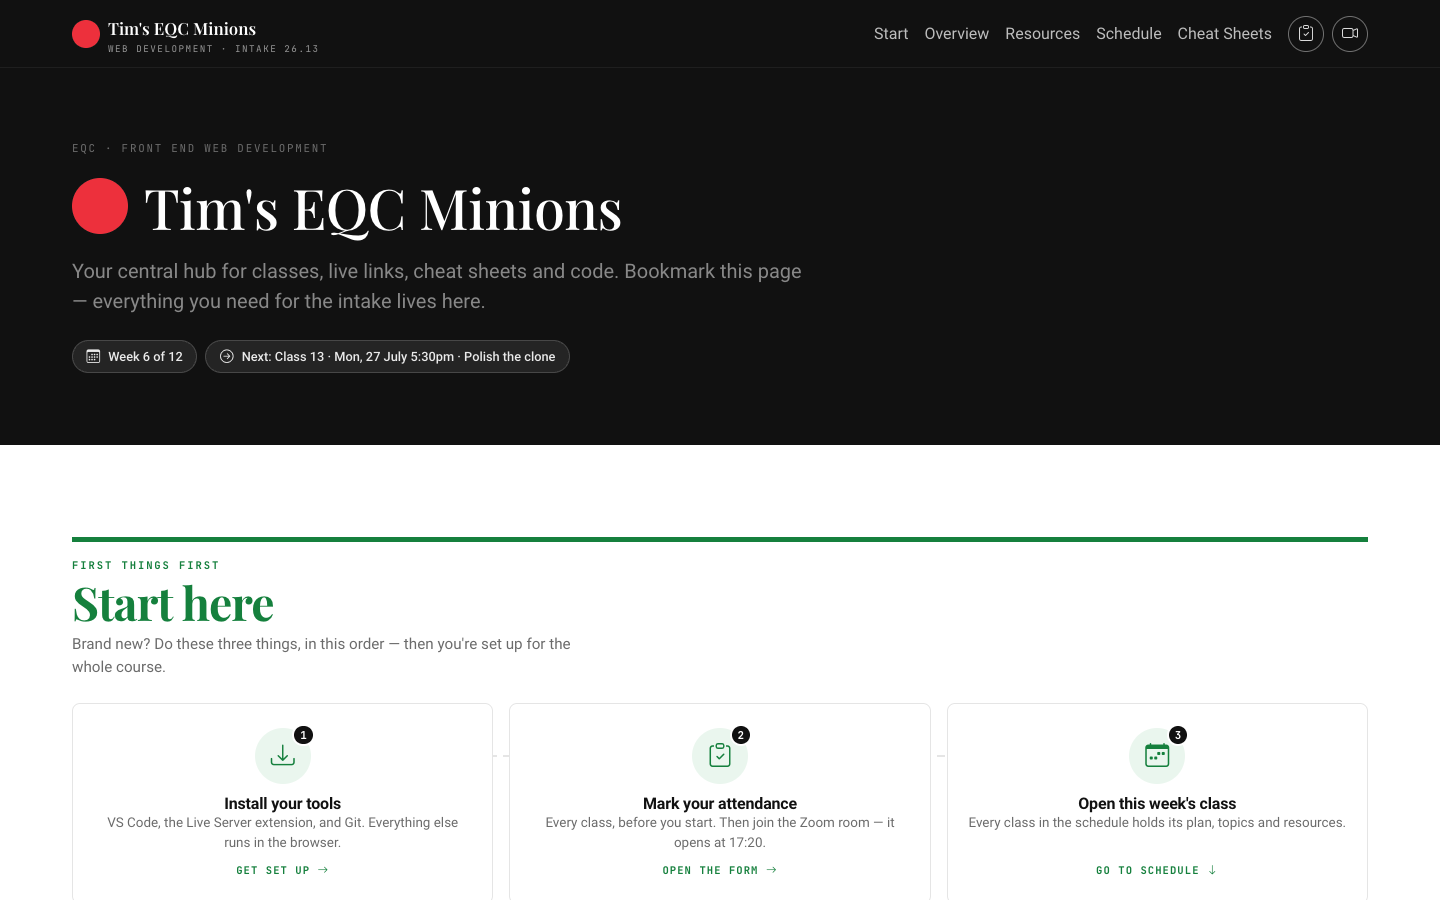 Tim's EQC Minions
WEB DEVELOPMENT · INTAKE 26.13
Start
Overview
Resources
Schedule
Cheat Sheets
EQC · FRONT END WEB DEVELOPMENT
Tim's EQC Minions
Your central hub for classes, live links, cheat sheets and code. Bookmark this page
— everything you need for the intake lives here.
Week 6 of 12
Next: Class 13 · Mon, 27 July 5:30pm · Polish the clone
FIRST THINGS FIRST
Start here
Brand new? Do these three things, in this order — then you're set up for the
whole course.
1
Install your tools
VS Code, the Live Server extension, and Git. Everything else
runs in the browser.
GET SET UP →
2
Mark your attendance
Every class, before you start. Then join the Zoom room — it
opens at 17:20.
OPEN THE FORM →
3
Open this week's class
Every class in the schedule holds its plan, topics and resources.
GO TO SCHEDULE ↓